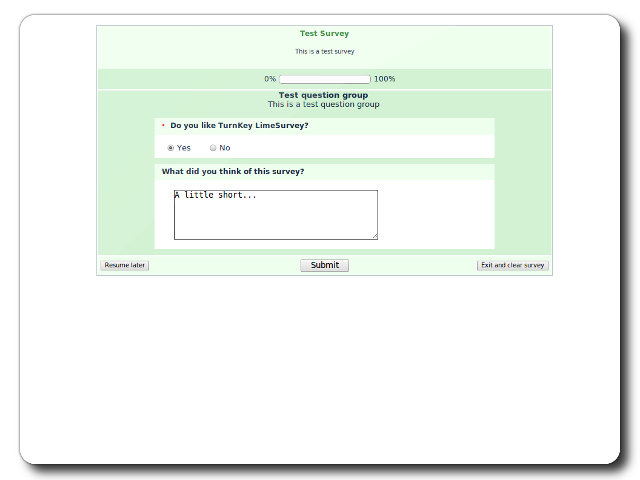 Test Survey
This is a test survey
0% 100%
Test question group
This is a test question group
* Do you like TurnKey LimeSurvey?
Yes No
What did you think of this survey?
A little short...
Resume later Submit Exit and clear survey